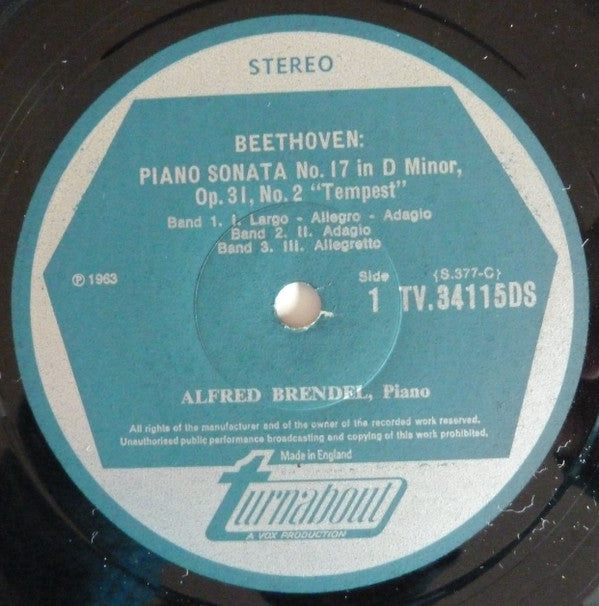 STEREO
BEETHOVEN:
PIANO SONATA No. 17 in D Minor,
Op. 31, No. 2 "Tempest"
Band 1. I. Largo - Allegro - Adagio
Band 2. II. Adagio
Band 3. III. Allegretto
℗ 1963
Side (S.377-C)
1 TV.34115DS
ALFRED BRENDEL, Piano
All rights of the manufacturer and of the owner of the recorded work reserved.
Unauthorised public performance broadcasting and copying of this work prohibited.
Made in England
turnabout
A VOX PRODUCTION